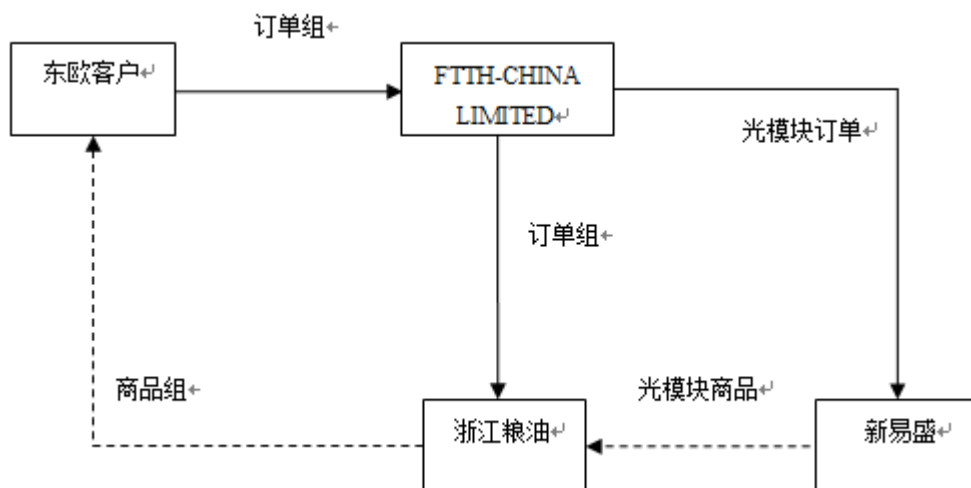 订单组↵
东欧客户↵
FTTH-CHINA
LIMITED↵
光模块订单↵
订单组↵
商品组↵
光模块商品↵
浙江粮油↵
新易盛↵